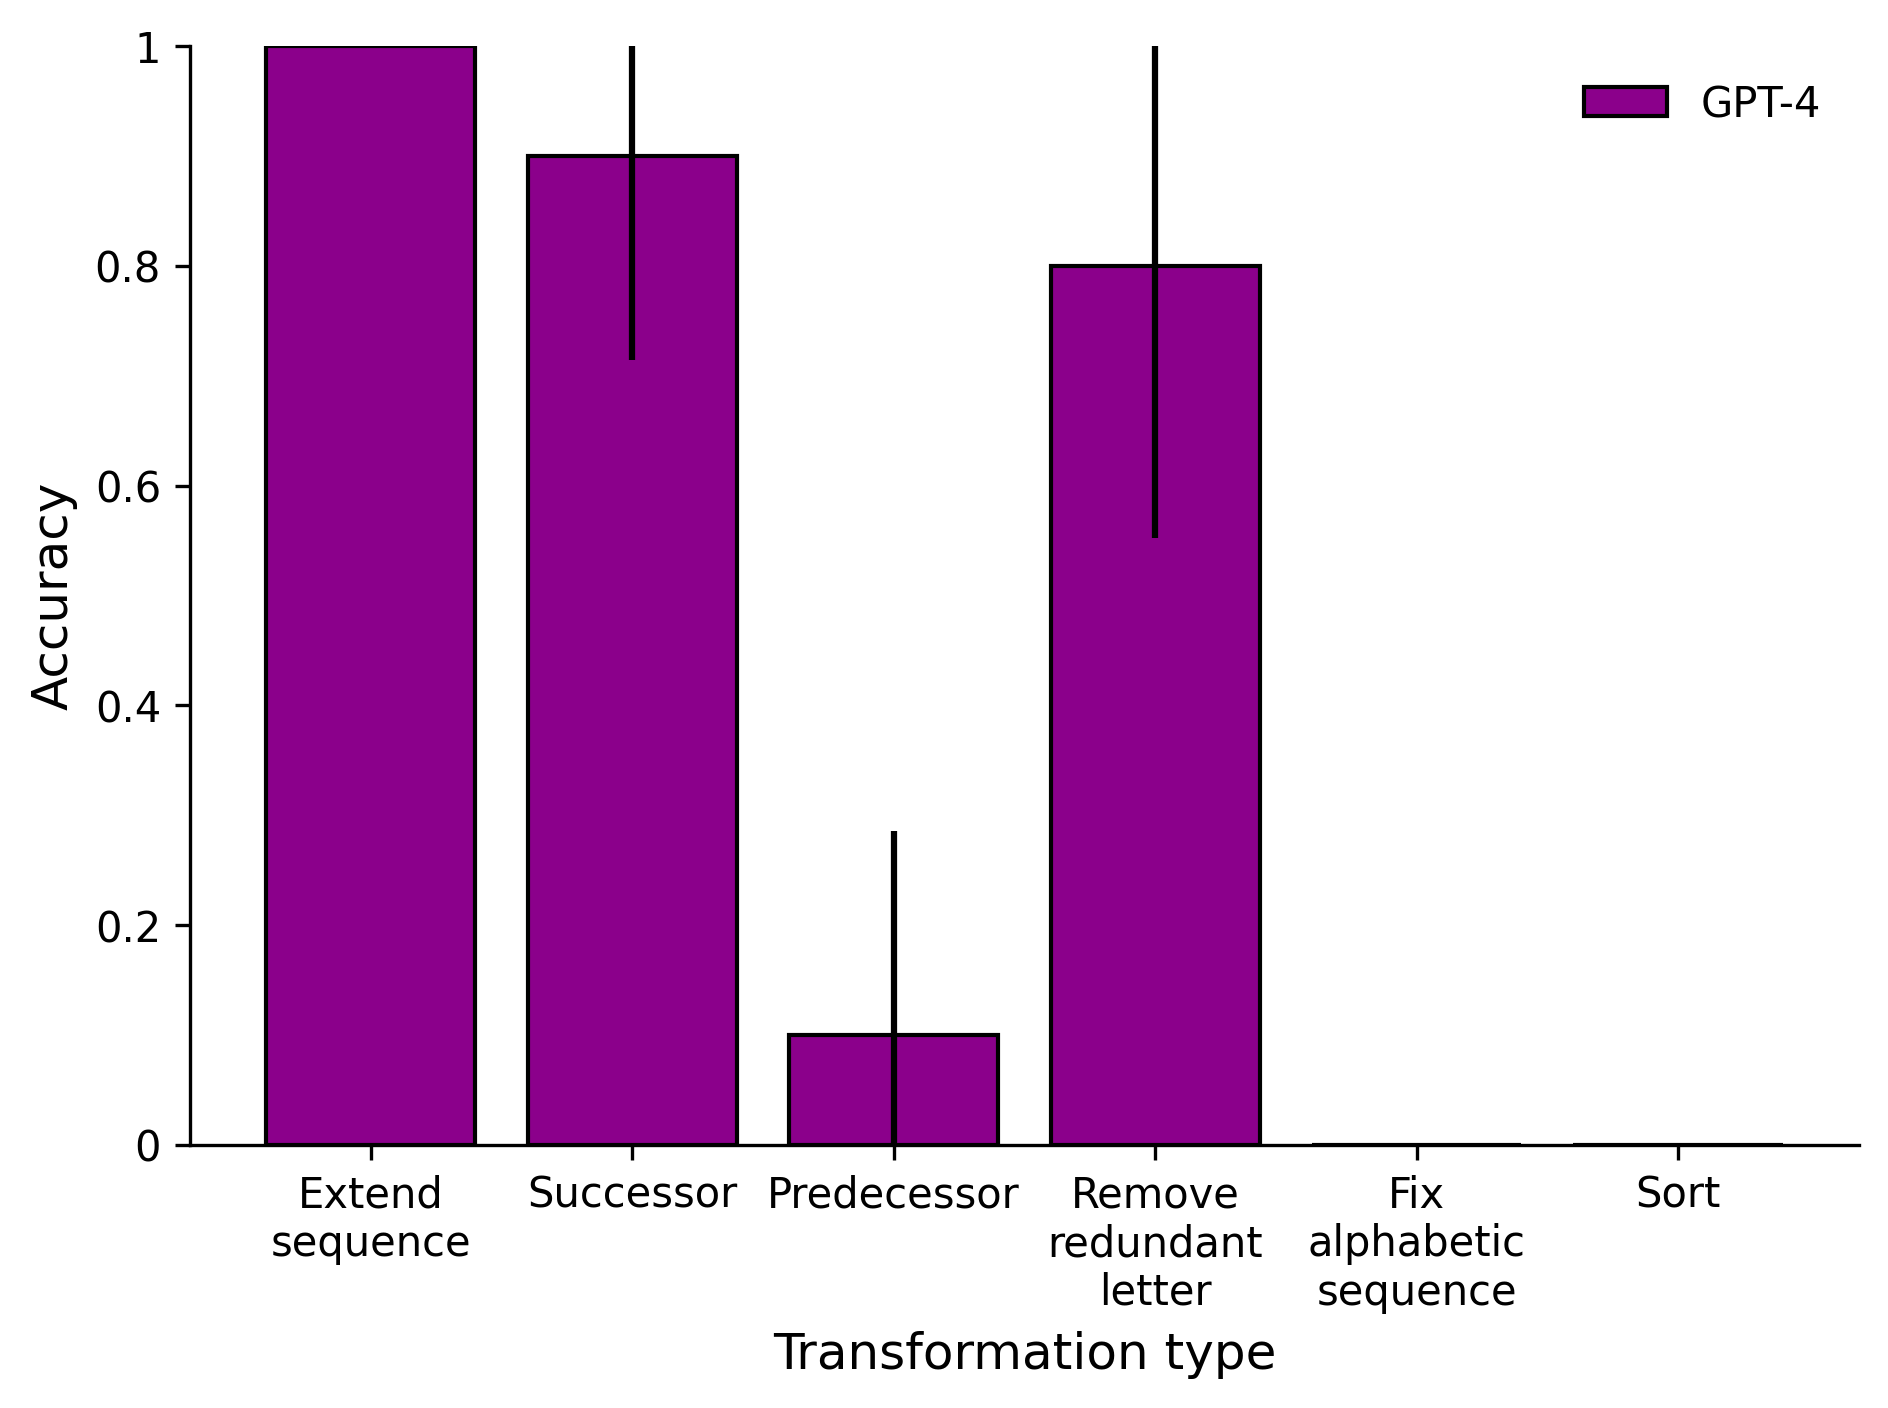 1
0.8
0.6
0.4
0.2
0
Accuracy
GPT-4
Extend
sequence
Successor
Predecessor
Remove
redundant
letter
Fix
alphabetic
sequence
Sort
Transformation type